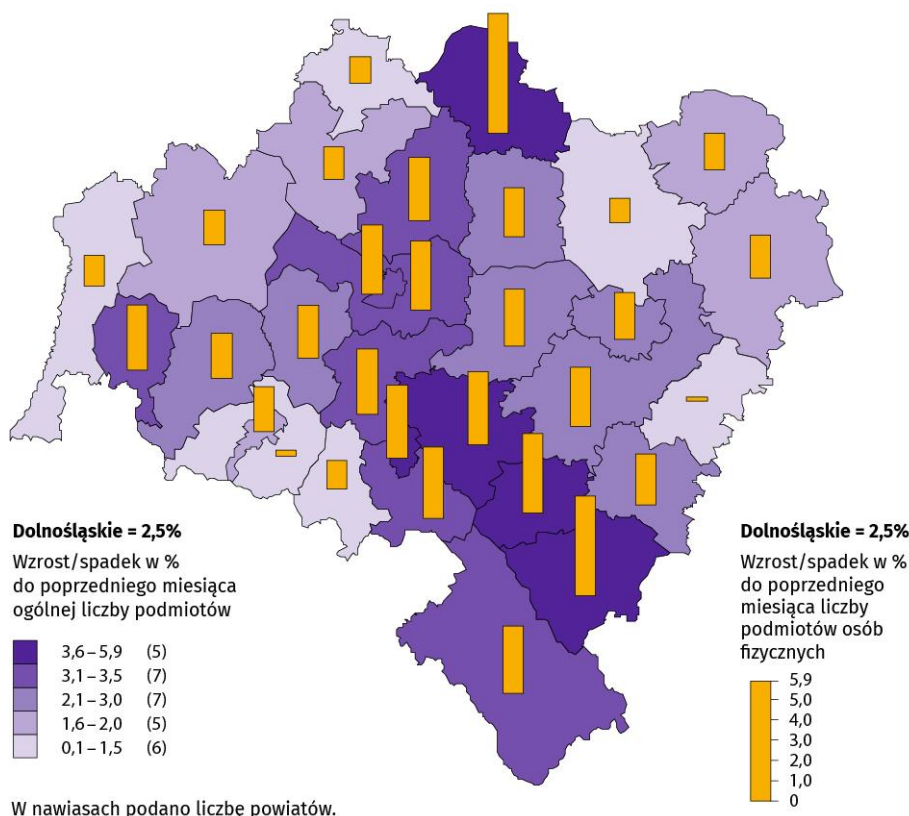 Dolnośląskie = 2,5%
Wzrost/spadek w %
do poprzedniego miesiąca
ogólnej liczby podmiotów
3,6 – 5,9 (5)
3,1 – 3,5 (7)
2,1 – 3,0 (7)
1,6 – 2,0 (5)
0,1 – 1,5 (6)
W nawiasach podano liczbę powiatów.
Dolnośląskie = 2,5%
Wzrost/spadek w %
do poprzedniego
miesiąca liczby
podmiotów osób
fizycznych
5,9
5,0
4,0
3,0
2,0
1,0
0